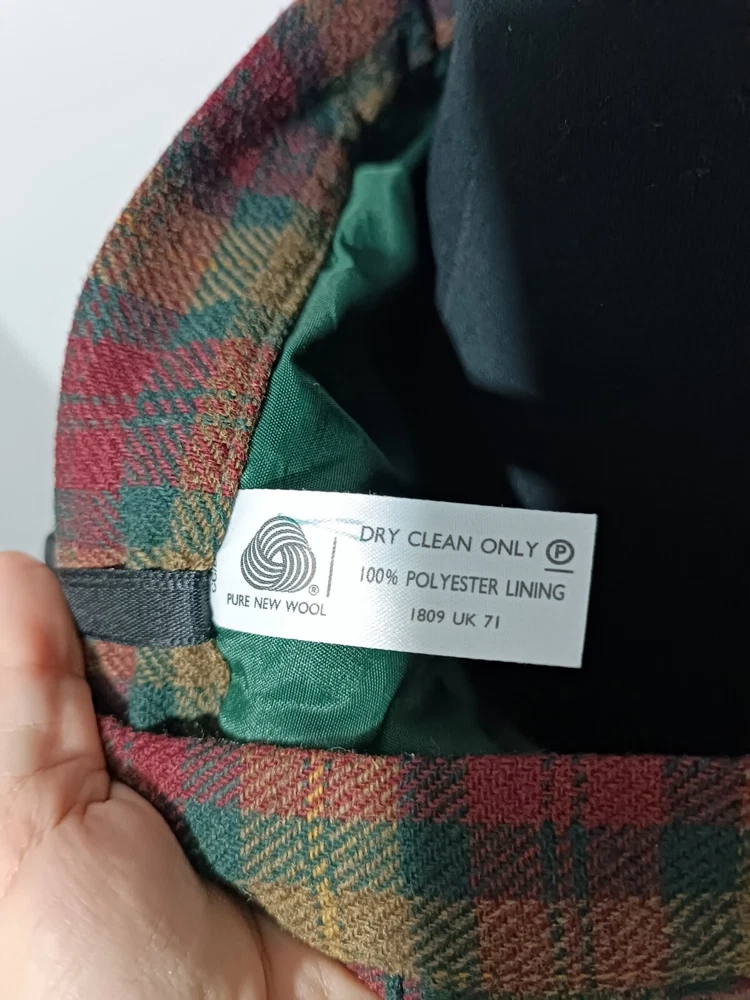 PURE NEW WOOL
®
DRY CLEAN ONLY Ⓟ
100% POLYESTER LINING
1809 UK 71